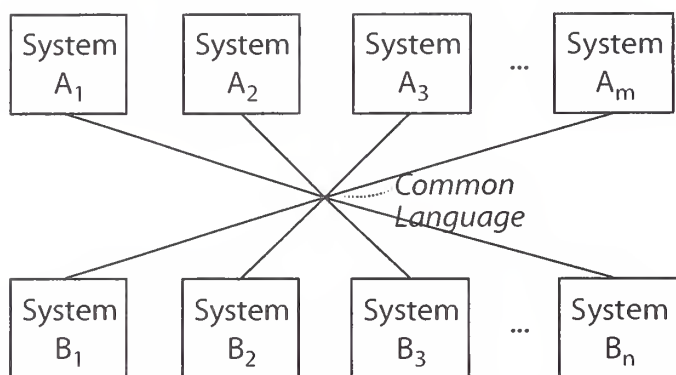 System
A₁
System
A₂
System
A₃
...
System
Aₘ
Common
Language
System
B₁
System
B₂
System
B₃
...
System
Bₙ